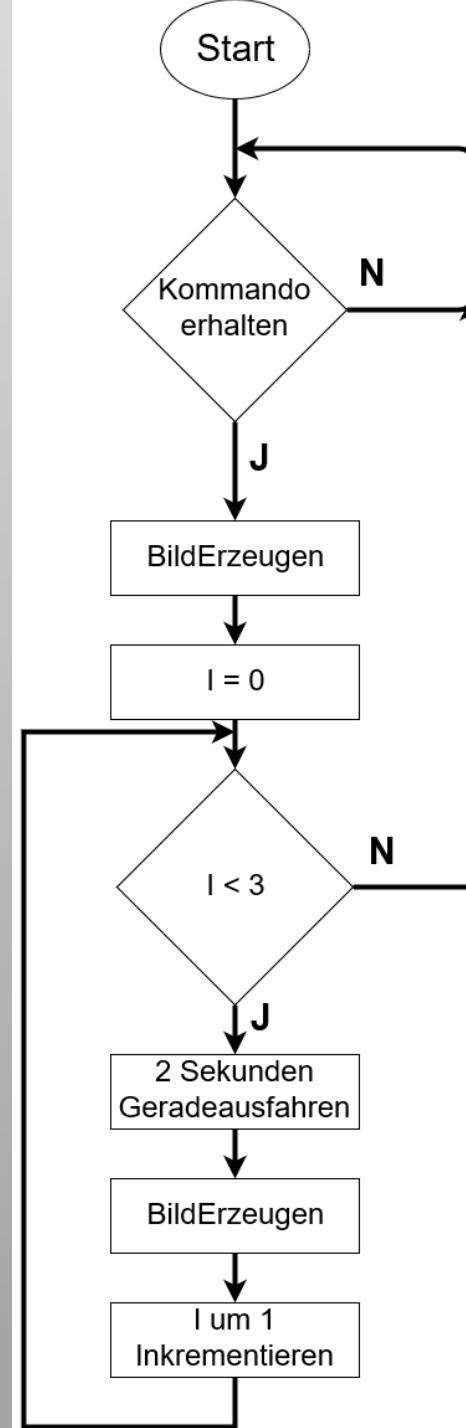 Start
Kommando
erhalten
N
J
BildErzeugen
I = 0
I < 3
N
J
2 Sekunden
Geradeausfahren
BildErzeugen
I um 1
Inkrementieren